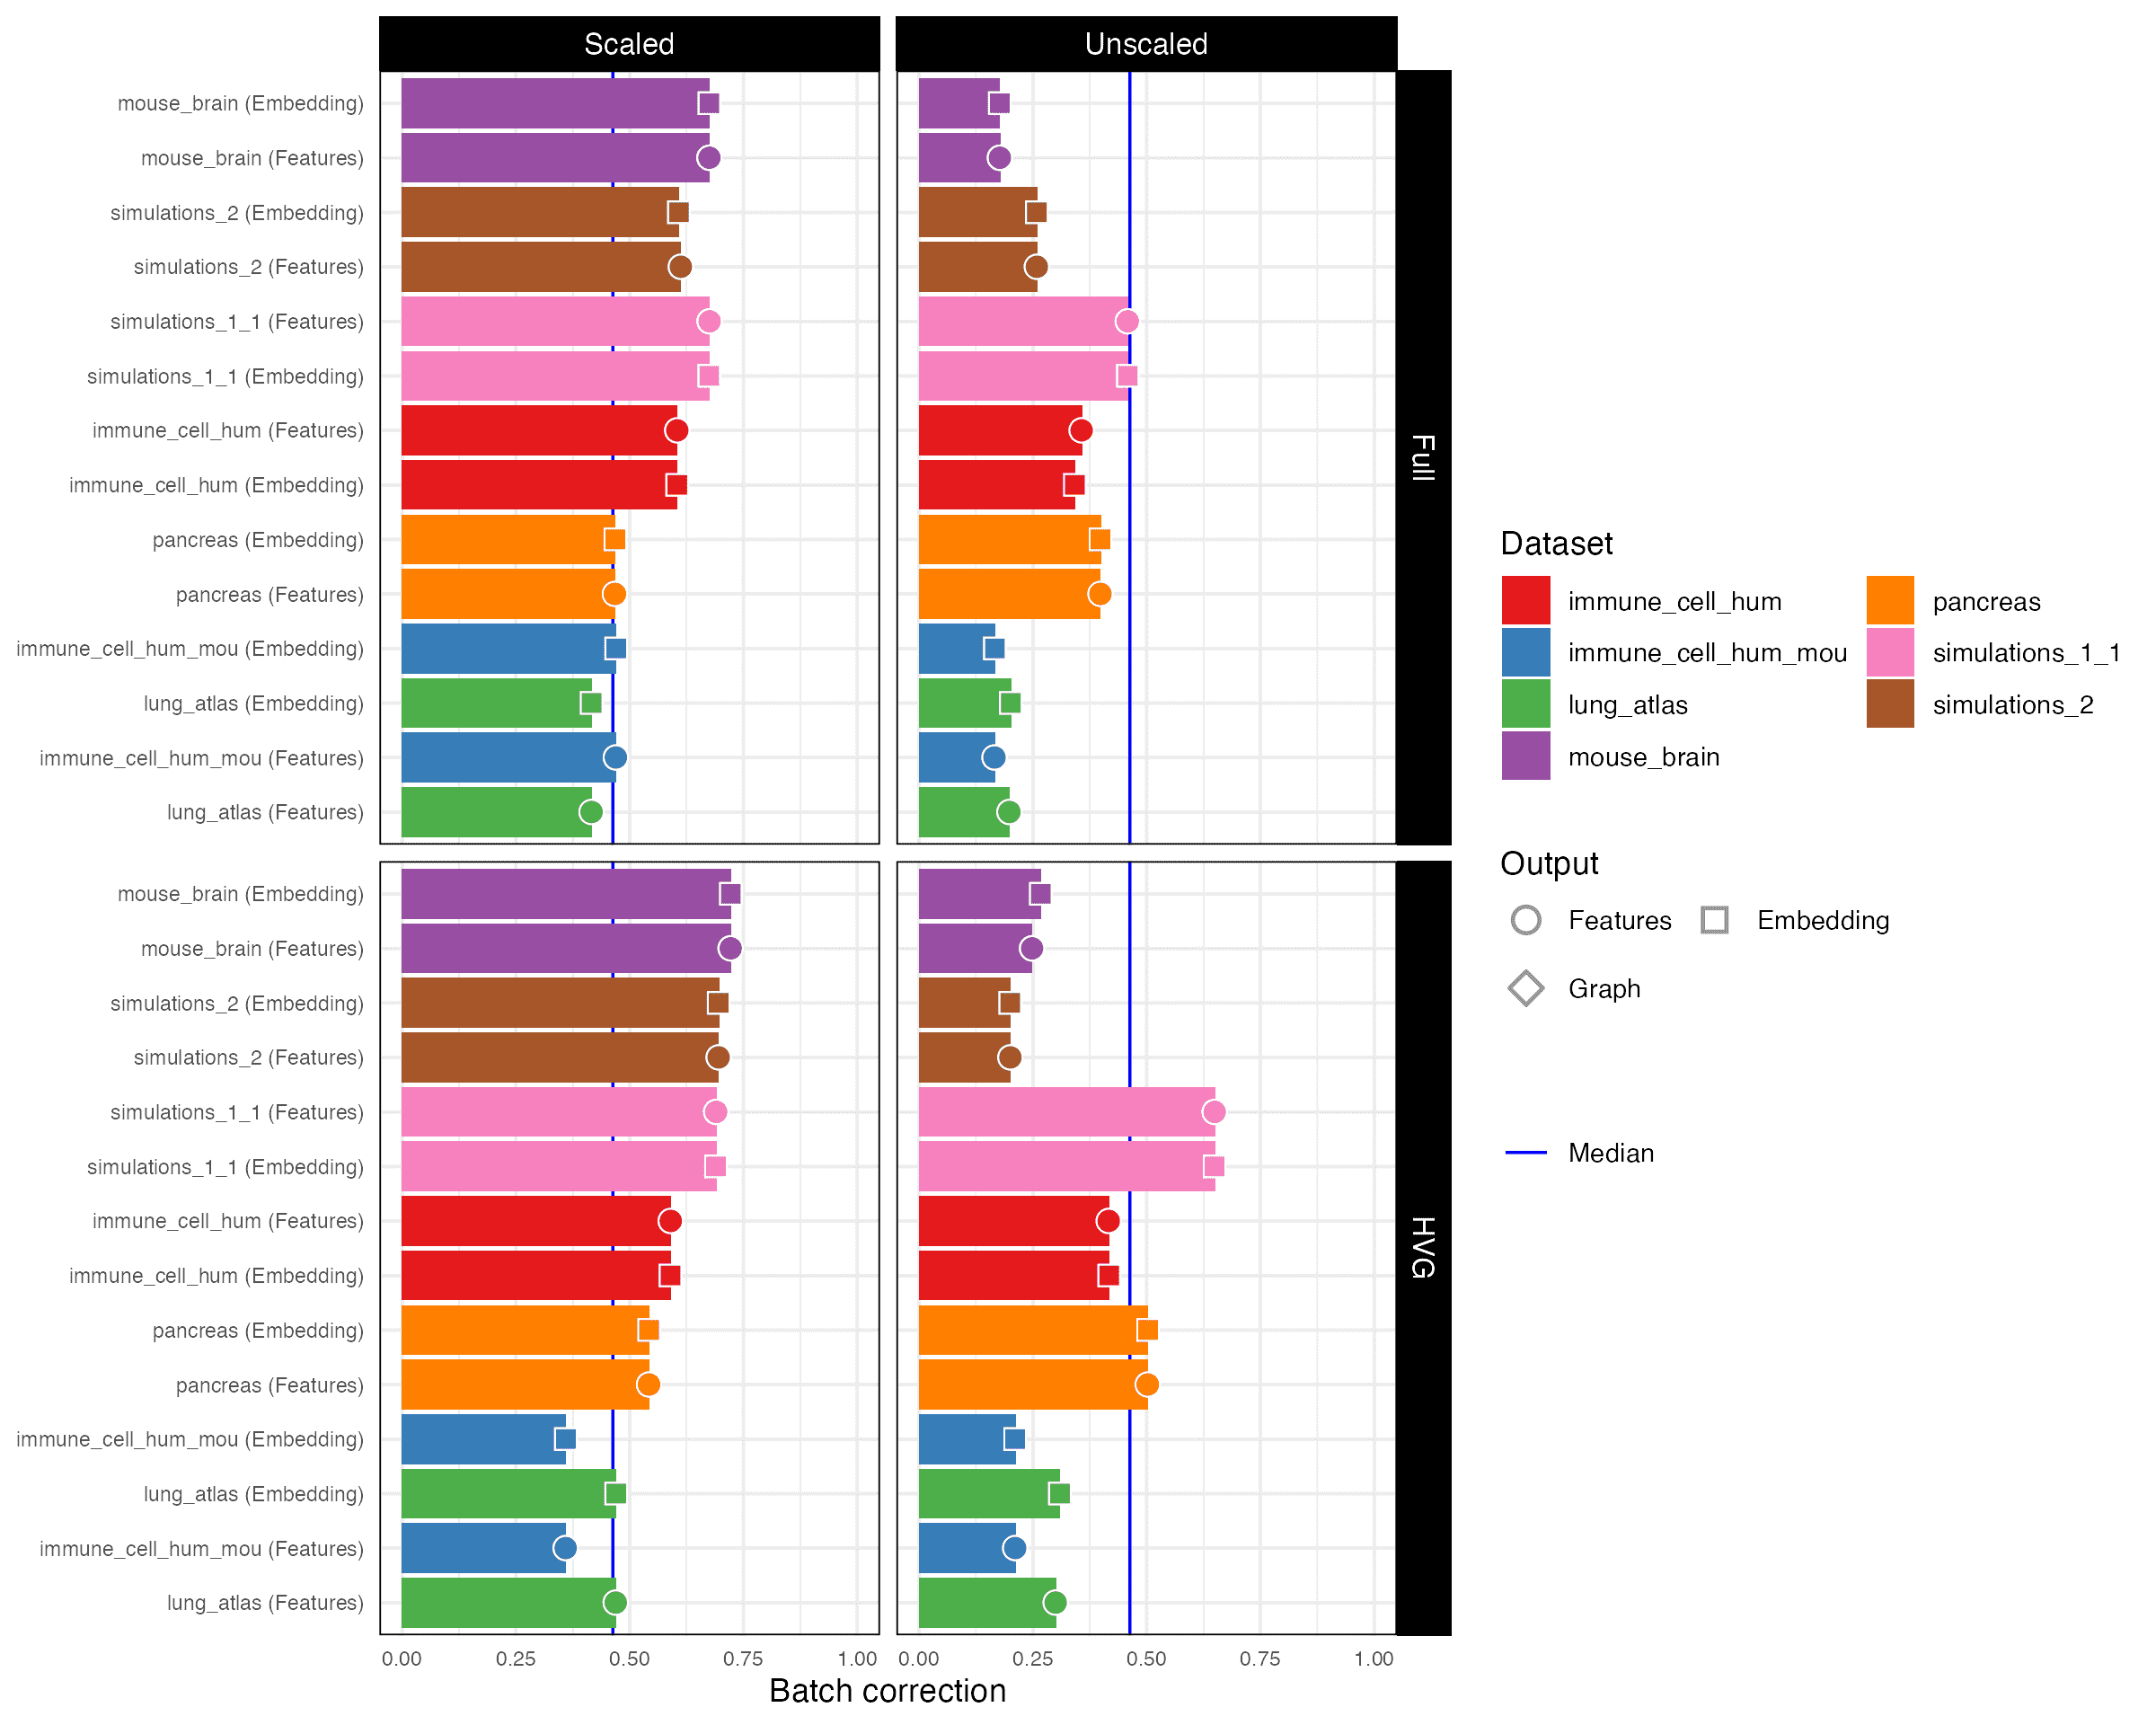 Scaled
Unscaled
mouse_brain (Embedding)
mouse_brain (Features)
simulations_2 (Embedding)
simulations_2 (Features)
simulations_1_1 (Features)
simulations_1_1 (Embedding)
immune_cell_hum (Features)
immune_cell_hum (Embedding)
pancreas (Embedding)
pancreas (Features)
immune_cell_hum_mou (Embedding)
lung_atlas (Embedding)
immune_cell_hum_mou (Features)
lung_atlas (Features)
Full
mouse_brain (Embedding)
mouse_brain (Features)
simulations_2 (Embedding)
simulations_2 (Features)
simulations_1_1 (Features)
simulations_1_1 (Embedding)
immune_cell_hum (Features)
immune_cell_hum (Embedding)
pancreas (Embedding)
pancreas (Features)
immune_cell_hum_mou (Embedding)
lung_atlas (Embedding)
immune_cell_hum_mou (Features)
lung_atlas (Features)
HVG
0.00 0.25 0.50 0.75 1.00
0.00 0.25 0.50 0.75 1.00
Batch correction
Dataset
immune_cell_hum
immune_cell_hum_mou
lung_atlas
mouse_brain
pancreas
simulations_1_1
simulations_2
Output
Features
Embedding
Graph
Median